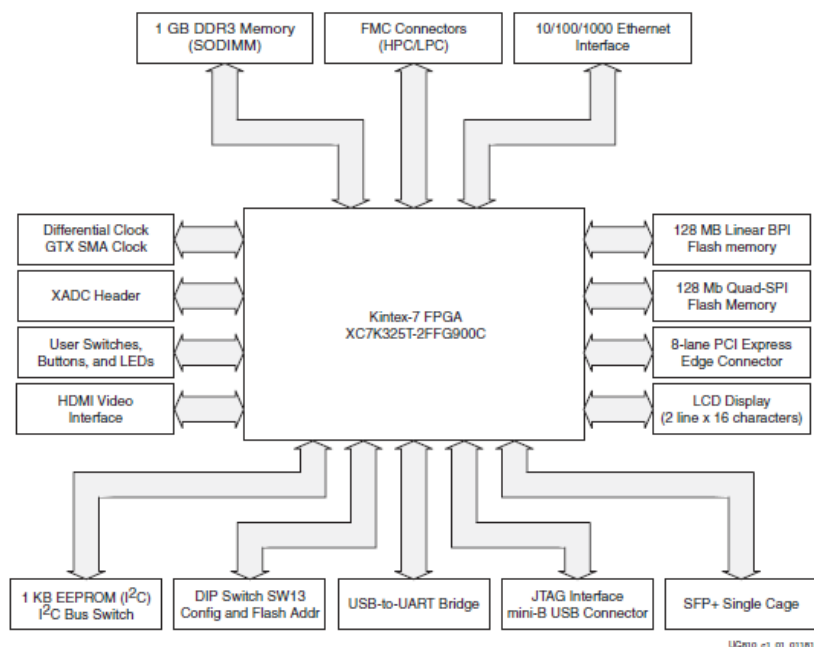 1 GB DDR3 Memory
(SODIMM)
FMC Connectors
(HPC/LPC)
10/100/1000 Ethernet
Interface
Differential Clock
GTX SMA Clock
XADC Header
User Switches,
Buttons, and LEDs
HDMI Video
Interface
Kintex-7 FPGA
XC7K325T-2FFG900C
128 MB Linear BPI
Flash memory
128 Mb Quad-SPI
Flash Memory
8-lane PCI Express
Edge Connector
LCD Display
(2 line x 16 characters)
1 KB EEPROM (I²C)
I²C Bus Switch
DIP Switch SW13
Config and Flash Addr
USB-to-UART Bridge
JTAG Interface
mini-B USB Connector
SFP+ Single Cage